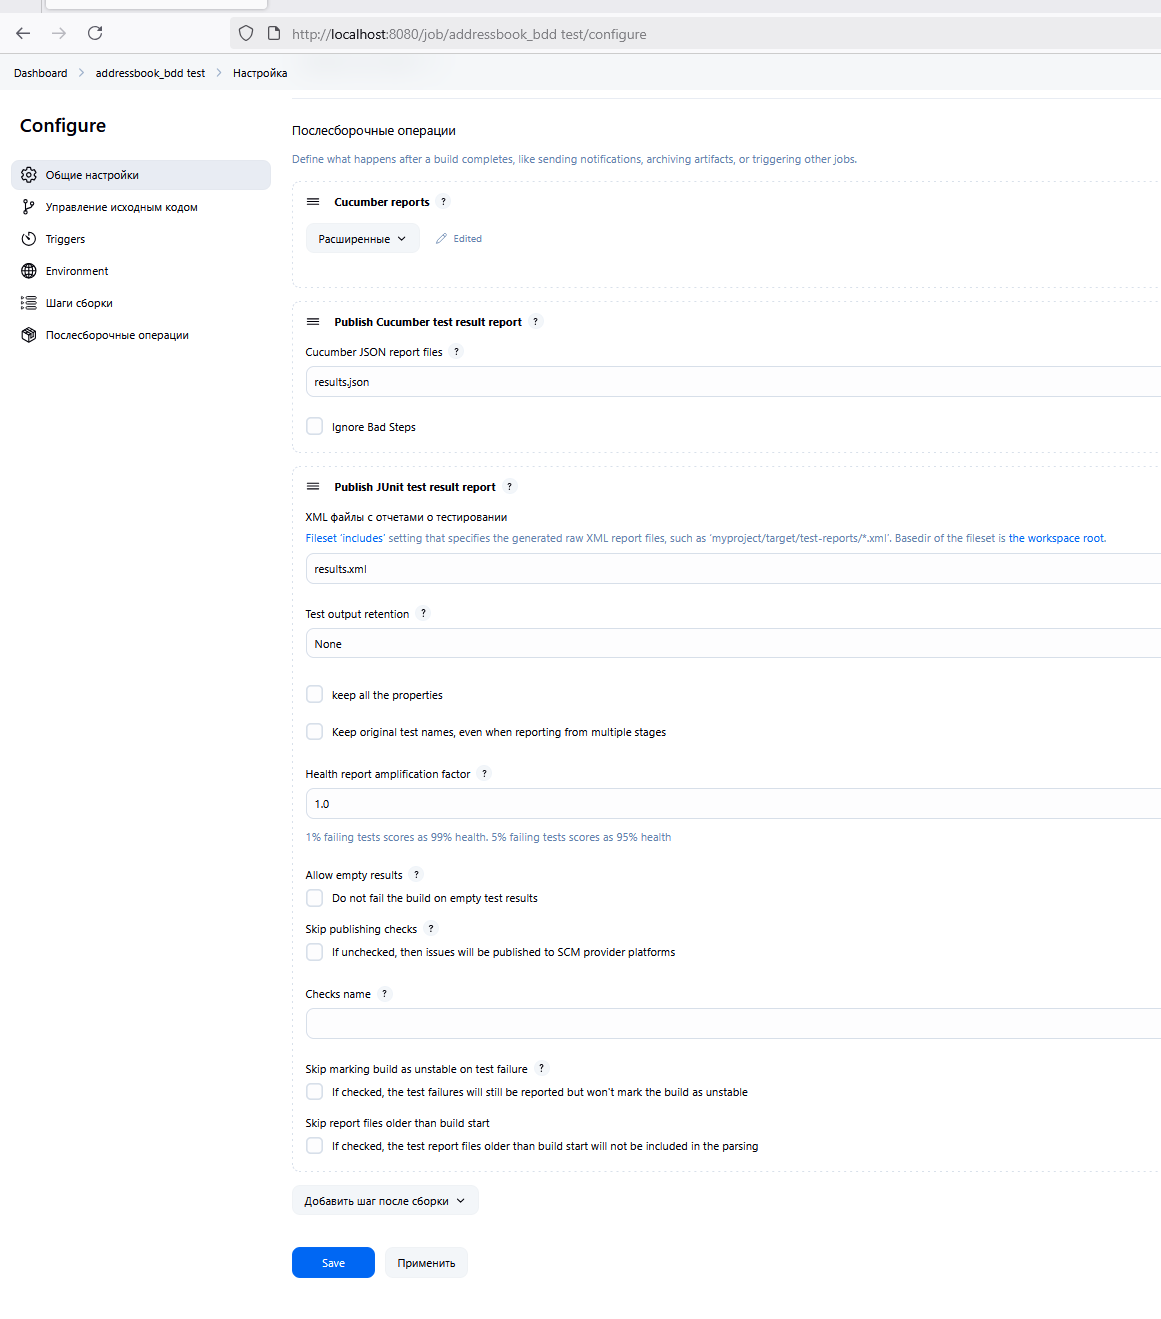 http://localhost:8080/job/addressbook_bdd test/configure
Dashboard
addressbook_bdd test
Настройка
Configure
Общие настройки
Управление исходным кодом
Triggers
Environment
Шаги сборки
Послесборочные операции
Послесборочные операции
Define what happens after a build completes, like sending notifications, archiving artifacts, or triggering other jobs.
Cucumber reports ?
Расширенные
Edited
Publish Cucumber test result report ?
Cucumber JSON report files ?
results.json
Ignore Bad Steps
Publish JUnit test result report ?
XML файлы с отчетами о тестировании
Fileset 'includes' setting that specifies the generated raw XML report files, such as 'myproject/target/test-reports/*.xml'. Basedir of the fileset is the workspace root.
results.xml
Test output retention ?
None
keep all the properties
Keep original test names, even when reporting from multiple stages
Health report amplification factor ?
1.0
1% failing tests scores as 99% health. 5% failing tests scores as 95% health
Allow empty results ?
Do not fail the build on empty test results
Skip publishing checks ?
If unchecked, then issues will be published to SCM provider platforms
Checks name ?
Skip marking build as unstable on test failure ?
If checked, the test failures will still be reported but won't mark the build as unstable
Skip report files older than build start
If checked, the test report files older than build start will not be included in the parsing
Добавить шаг после сборки
Save
Применить